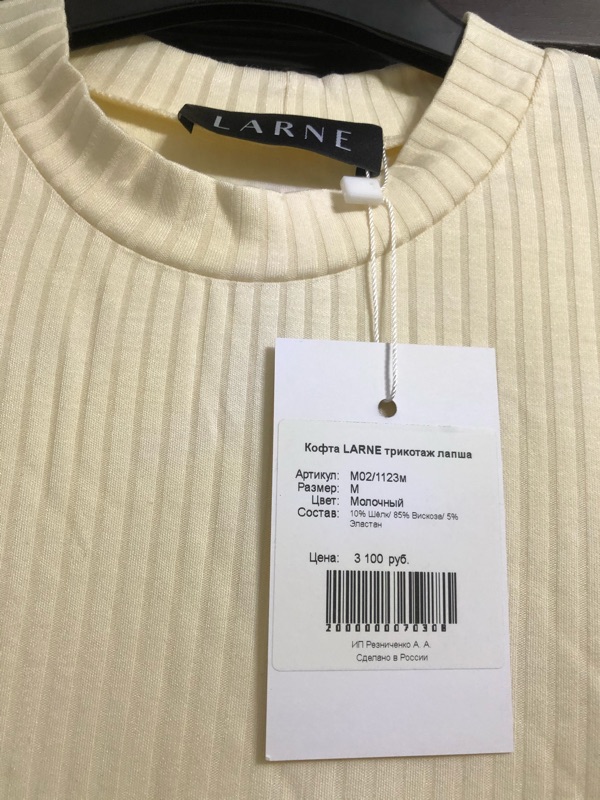 LARNE
Кофта LARNE трикотаж лапша
Артикул: М02/1123м
Размер: М
Цвет: Молочный
Состав: 10% Шёлк/ 85% Вискоза/ 5%
Эластан
Цена: 3 100 руб.
2000000070308
ИП Резниченко А. А.
Сделано в России